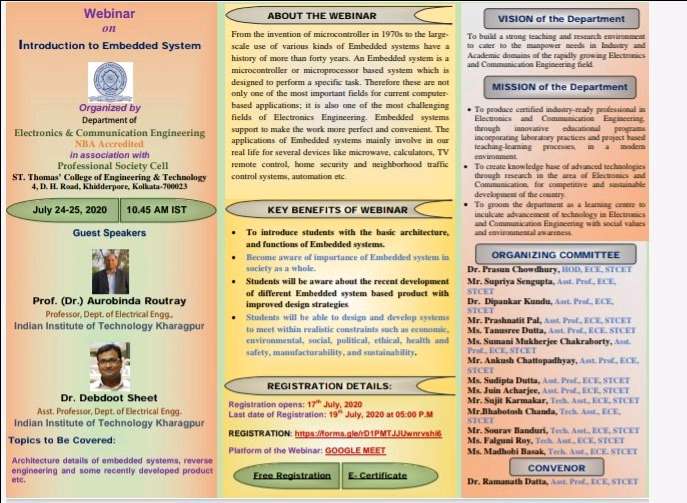 Webinar
on
Introduction to Embedded System
Organized by
Department of
Electronics & Communication Engineering
NBA Accredited
in association with
Professional Society Cell
ST. Thomas' College of Engineering & Technology
4, D. H. Road, Khidderpore, Kolkata-700023
July 24-25, 2020
10.45 AM IST
Guest Speakers
Prof. (Dr.) Aurobinda Routray
Professor, Dept. of Electrical Engg.,
Indian Institute of Technology Kharagpur
Dr. Debdoot Sheet
Asst. Professor, Dept. of Electrical Engg.
Indian Institute of Technology Kharagpur
Topics to Be Covered:
Architecture details of embedded systems, reverse
engineering and some recently developed product
etc.
ABOUT THE WEBINAR
From the invention of microcontroller in 1970s to the large-
scale use of various kinds of Embedded systems have a
history of more than forty years. An Embedded system is a
microcontroller or microprocessor based system which is
designed to perform a specific task. Therefore these are not
only one of the most important fields for current computer-
based applications; it is also one of the most challenging
fields of Electronics Engineering. Embedded systems
support to make the work more perfect and convenient. The
applications of Embedded systems mainly involve in our
real life for several devices like microwave, calculators, TV
remote control, home security and neighborhood traffic
control systems, automation etc.
KEY BENEFITS OF WEBINAR
• To introduce students with the basic architecture,
and functions of Embedded systems.
• Become aware of importance of Embedded System in
society as a whole.
• Students will be aware about the recent development
of different Embedded system based product with
improved design strategies
• Students will be able to design and develop systems
to meet within realistic constraints such as economic,
environmental, social, political, ethical, health and
safety, manufacturability, and sustainability.
REGISTRATION DETAILS:
Registration opens: 17th July, 2020
Last date of Registration: 19th July, 2020 at 05:00 P.M
REGISTRATION: https://forms.gle/rD1PMTJJUwnrvshi6
Platform of the Webinar: GOOGLE MEET
Free Registration
E- Certificate
VISION of the Department
To build a strong teaching and research environment
to cater to the manpower needs in Industry and
Academic domains of the rapidly growing Electronics
and Communication Engineering field.
MISSION of the Department
• To produce certified industry-ready professional in
Electronics and Communication Engineering,
through innovative educational programs
incorporating laboratory practices and project based
teaching-learning processes, in a modern
environment.
• To create knowledge base of advanced technologies
through research in the area of Electronics and
Communication, for competitive and sustainable
development of the country.
• To groom the department as a learning centre to
inculcate advancement of technology in Electronics
and Communication Engineering with social values
and environmental awareness.
ORGANIZING COMMITTEE
Dr. Prasun Chowdhury, HOD, ECE, STCET
Mr. Supriya Sengupta, Asst. Prof., ECE,
STCET
Dr. Dipankar Kundu, Asst. Prof., ECE,
STCET
Mr. Prashnatit Pal, Asst. Prof., ECE, STCET
Ms. Tanusree Dutta, Asst. Prof., ECE. STCET
Ms. Sumani Mukherjee Chakraborty, Asst.
Prof., ECE, STCET
Mr. Ankush Chattopadhyay, Asst. Prof., ECE,
STCET
Ms. Sudipta Dutta, Asst. Prof., ECE, STCET
Ms. Juin Acharjee, Asst. Prof., ECE, STCET
Mr. Sujit Karmakar, Tech. Asst., ECE, STCET
Mr.Bhabotosh Chanda, Tech. Asst., ECE,
STCET
Mr. Sourav Banduri, Tech. Asst., ECE, STCET
Ms. Falguni Roy, Tech. Asst., ECE, STCET
Ms. Madhobi Basak, Tech. Asst., ECE, STCET
CONVENOR
Dr. Ramanath Datta, Asst. Prof., ECE, STCET